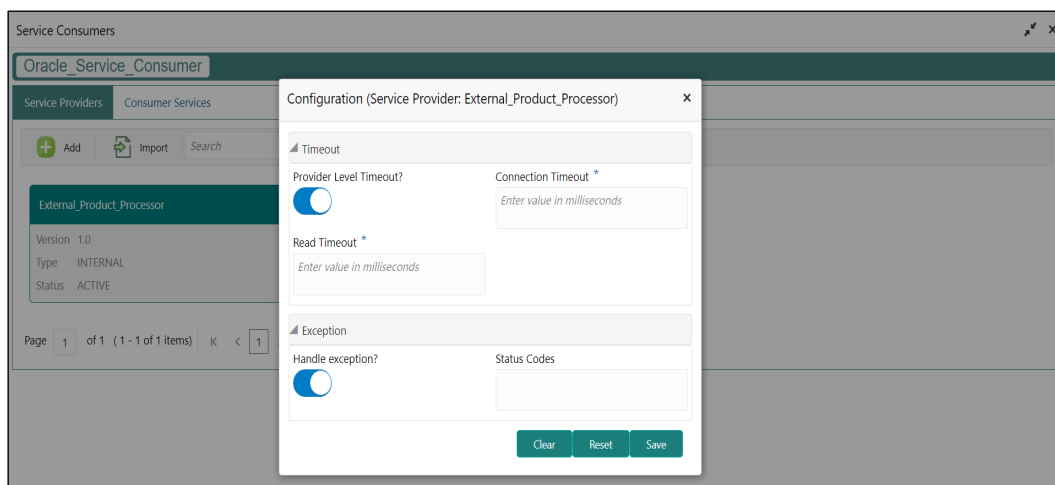 Service Consumers
Oracle_Service_Consumer
Service Providers Consumer Services
Add Import Search
External_Product_Processor
Version 1.0
Type INTERNAL
Status ACTIVE
Page 1 of 1 (1 - 1 of 1 items) K < 1
Configuration (Service Provider: External_Product_Processor) ×
Timeout
Provider Level Timeout? Connection Timeout *
Enter value in milliseconds
Read Timeout *
Enter value in milliseconds
Exception
Handle exception? Status Codes
Clear Reset Save